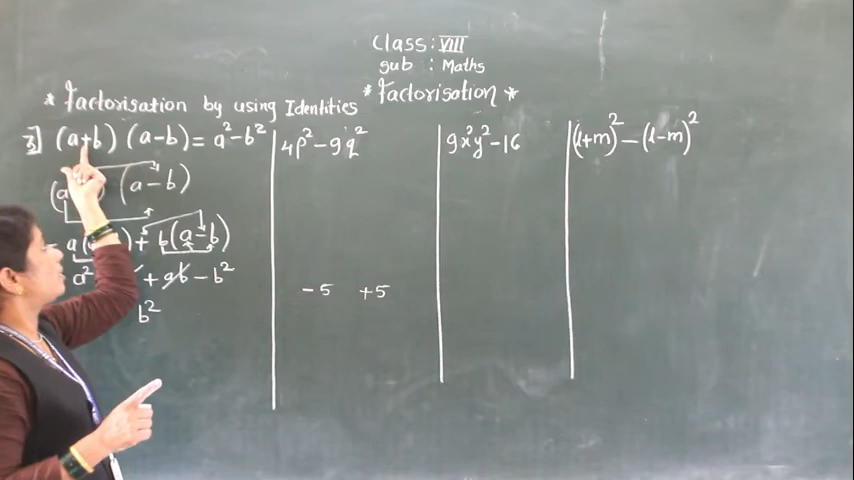 Class: VIII
Sub : Maths
* Factorisation *
* Factorisation by using Identities
3] (a+b) (a-b) = a² - b²
(a (a-b)
a( ) + b(a-b)
a² + ab - b²
b²
4p² - 9q²
- 5 + 5
9x²y² - 16
(l+m)² - (l-m)²